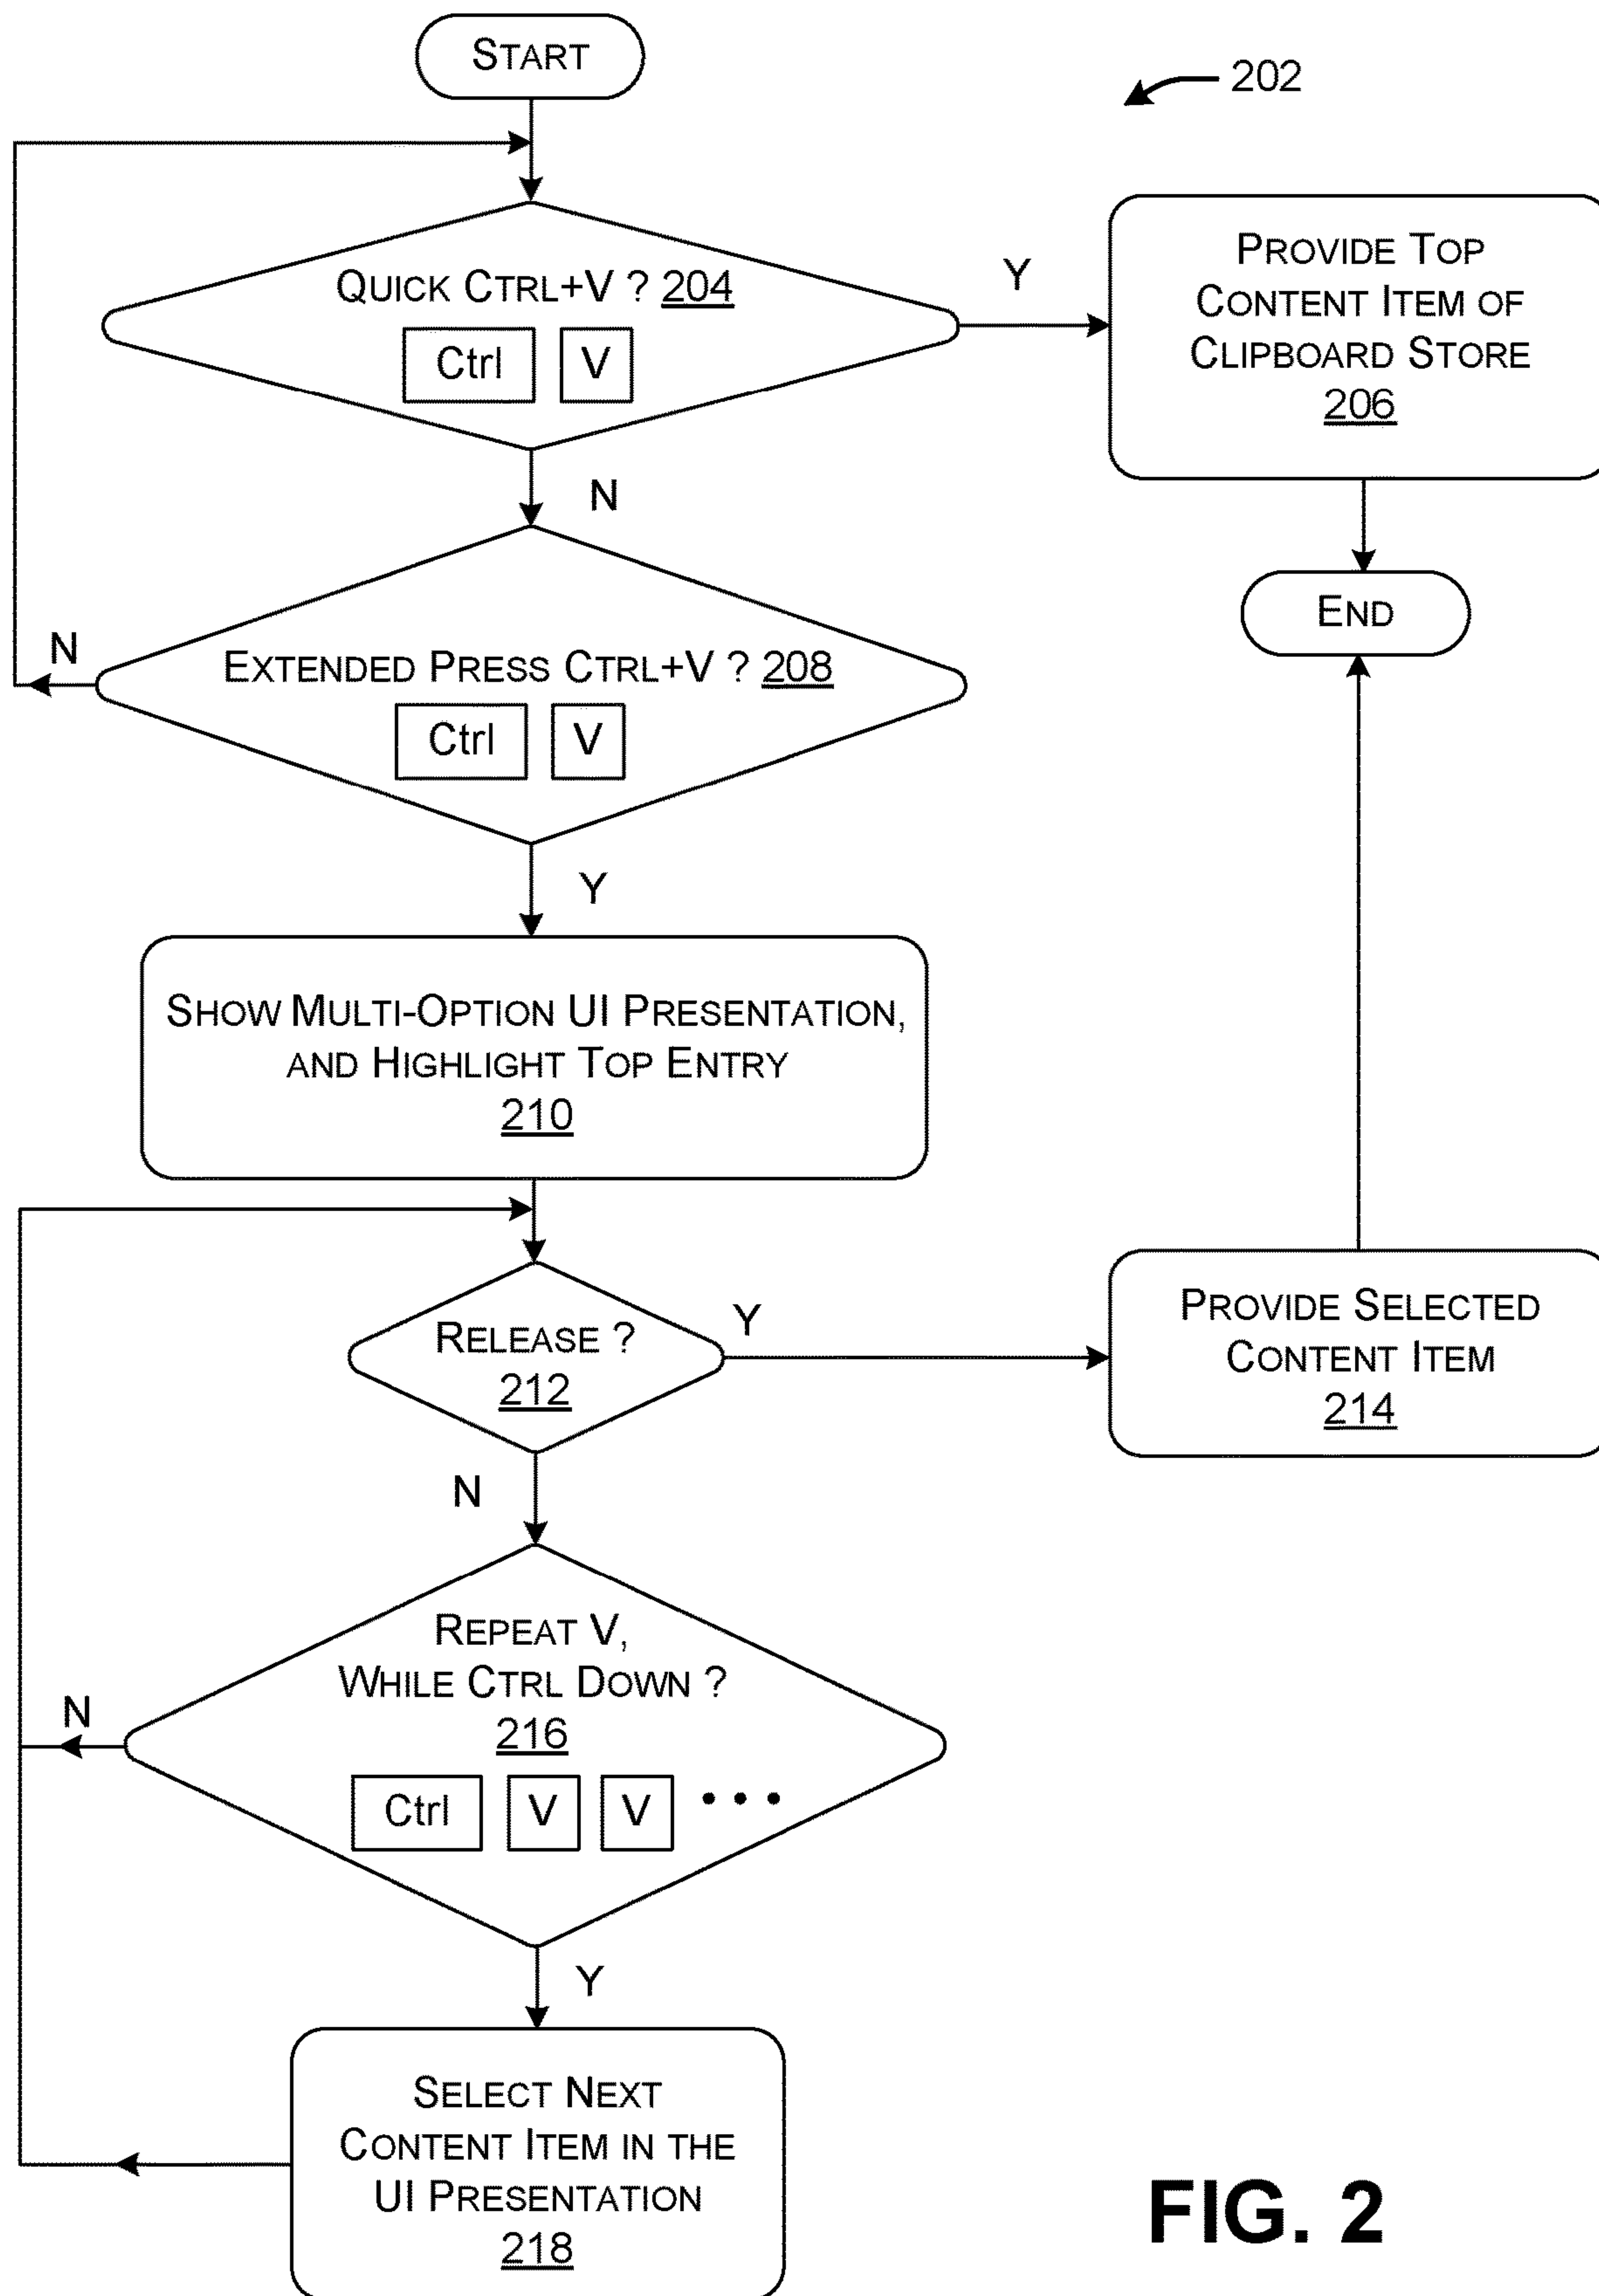 START
202
QUICK CTRL+V ? 204
Ctrl V
Y
PROVIDE TOP
CONTENT ITEM OF
CLIPBOARD STORE
206
N
END
N
EXTENDED PRESS CTRL+V ? 208
Ctrl V
Y
SHOW MULTI-OPTION UI PRESENTATION,
AND HIGHLIGHT TOP ENTRY
210
RELEASE ?
212
Y
PROVIDE SELECTED
CONTENT ITEM
214
N
REPEAT V,
WHILE CTRL DOWN ?
216
N
Ctrl V V • • •
Y
SELECT NEXT
CONTENT ITEM IN THE
UI PRESENTATION
218
FIG. 2